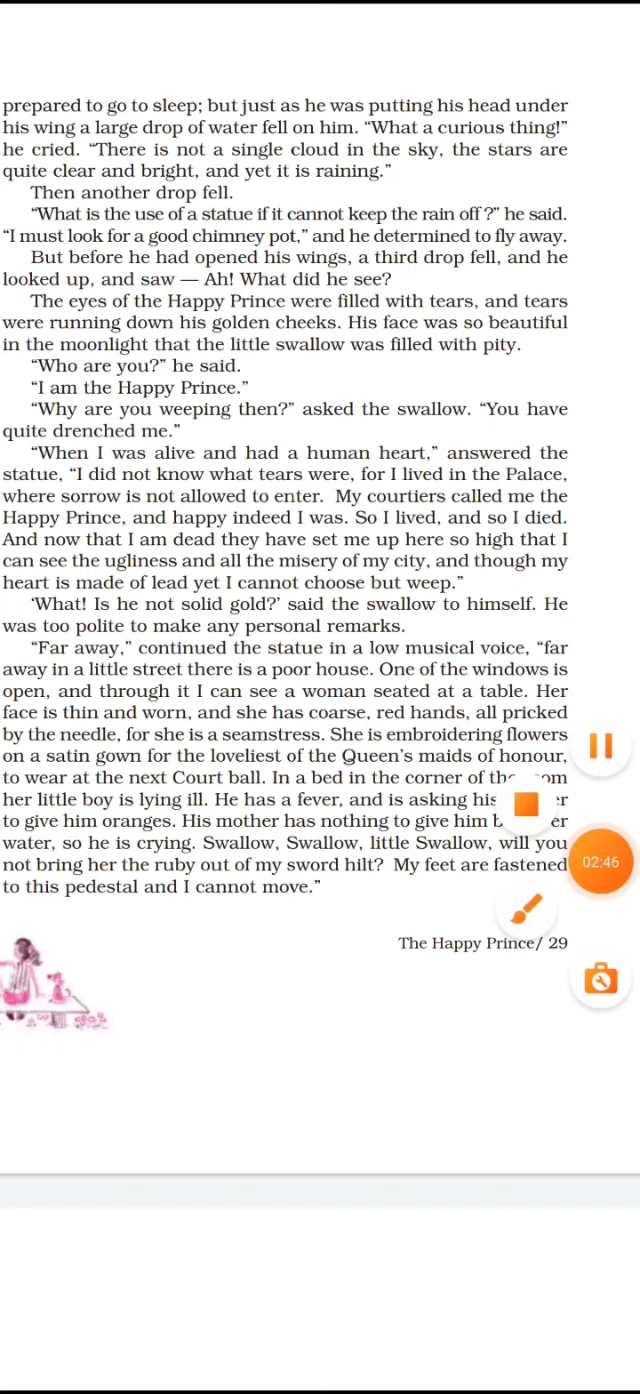 prepared to go to sleep; but just as he was putting his head under
his wing a large drop of water fell on him. “What a curious thing!”
he cried. “There is not a single cloud in the sky, the stars are
quite clear and bright, and yet it is raining.”
Then another drop fell.
“What is the use of a statue if it cannot keep the rain off ?” he said.
“I must look for a good chimney pot,” and he determined to fly away.
But before he had opened his wings, a third drop fell, and he
looked up, and saw — Ah! What did he see?
The eyes of the Happy Prince were filled with tears, and tears
were running down his golden cheeks. His face was so beautiful
in the moonlight that the little swallow was filled with pity.
“Who are you?” he said.
“I am the Happy Prince.”
“Why are you weeping then?” asked the swallow. “You have
quite drenched me.”
“When I was alive and had a human heart,” answered the
statue, “I did not know what tears were, for I lived in the Palace,
where sorrow is not allowed to enter. My courtiers called me the
Happy Prince, and happy indeed I was. So I lived, and so I died.
And now that I am dead they have set me up here so high that I
can see the ugliness and all the misery of my city, and though my
heart is made of lead yet I cannot choose but weep.”
‘What! Is he not solid gold?’ said the swallow to himself. He
was too polite to make any personal remarks.
“Far away,” continued the statue in a low musical voice, “far
away in a little street there is a poor house. One of the windows is
open, and through it I can see a woman seated at a table. Her
face is thin and worn, and she has coarse, red hands, all pricked
by the needle, for she is a seamstress. She is embroidering flowers
on a satin gown for the loveliest of the Queen’s maids of honour,
to wear at the next Court ball. In a bed in the corner of
her little boy is lying ill. He has a fever, and is asking his
to give him oranges. His mother has nothing to give him
water, so he is crying. Swallow, Swallow, little Swallow, will you
not bring her the ruby out of my sword hilt? My feet are fastened
02:46
to this pedestal and I cannot move.”
The Happy Prince/ 29